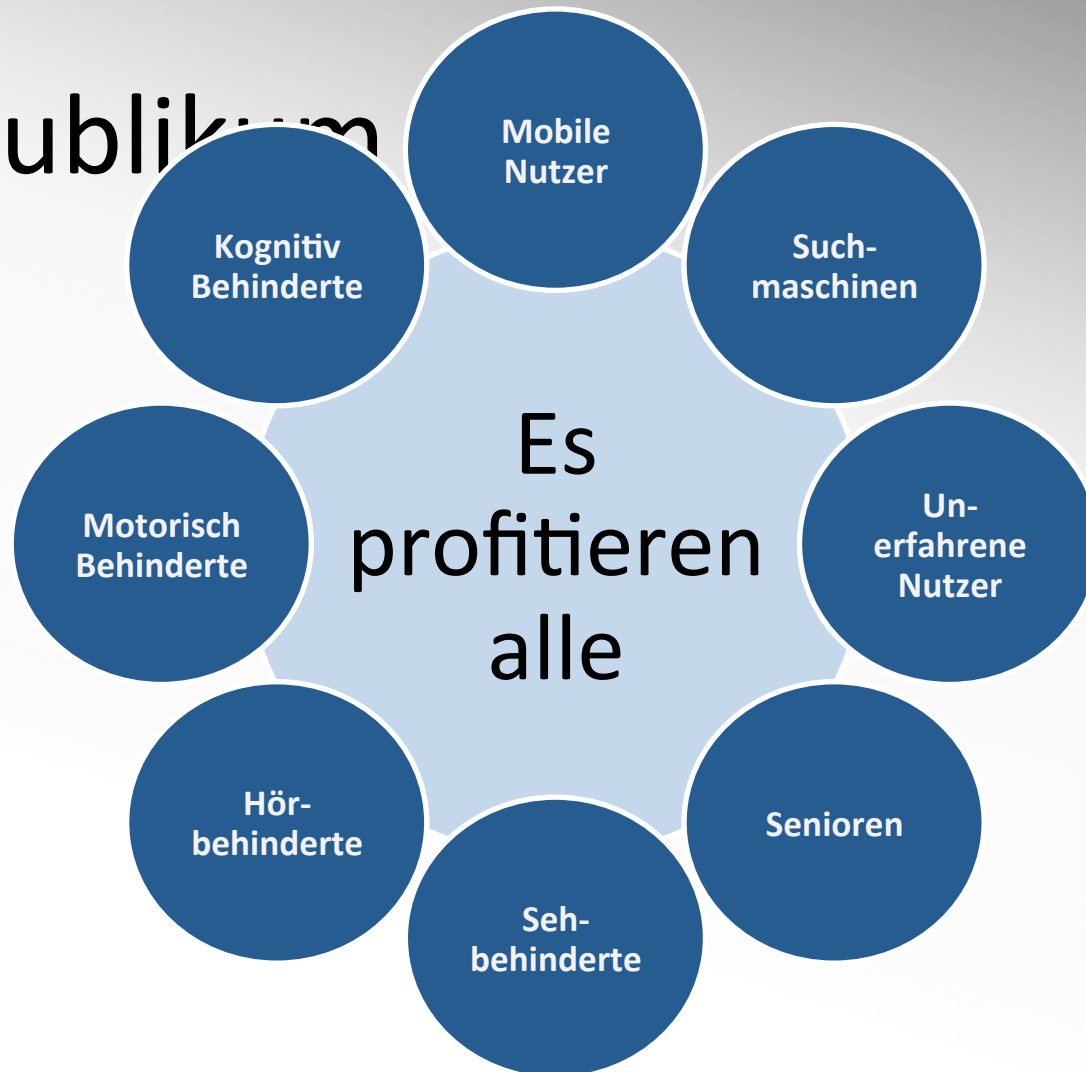 ublikum
Mobile
Nutzer
Such-
maschinen
Un-
erfahrene
Nutzer
Senioren
Seh-
behinderte
Hör-
behinderte
Motorisch
Behinderte
Kognitiv
Behinderte
Es
profitieren
alle